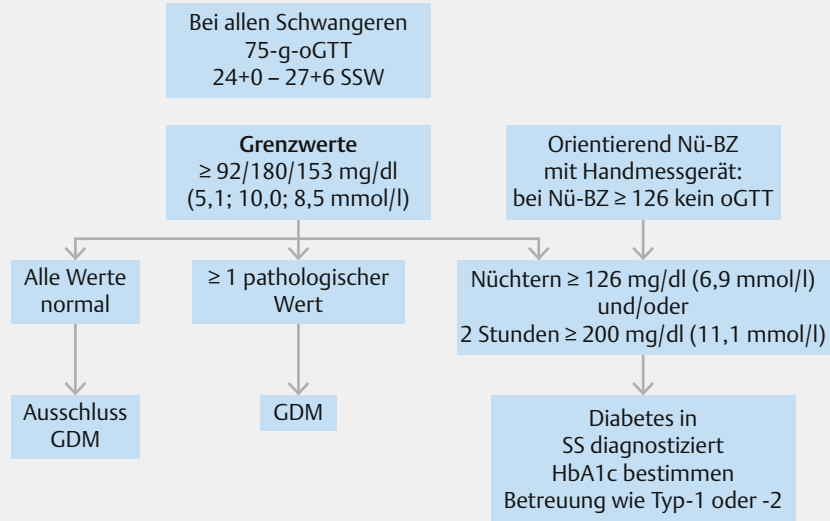 Bei allen Schwangeren
75-g-oGTT
24+0 – 27+6 SSW
Grenzwerte
≥ 92/180/153 mg/dl
(5,1; 10,0; 8,5 mmol/l)
Orientierend Nü-BZ
mit Handmessgerät:
bei Nü-BZ ≥ 126 kein oGTT
Alle Werte
normal
≥ 1 pathologischer
Wert
Nüchtern ≥ 126 mg/dl (6,9 mmol/l)
und/oder
2 Stunden ≥ 200 mg/dl (11,1 mmol/l)
Ausschluss
GDM
GDM
Diabetes in
SS diagnostiziert
HbA1c bestimmen
Betreuung wie Typ-1 oder -2